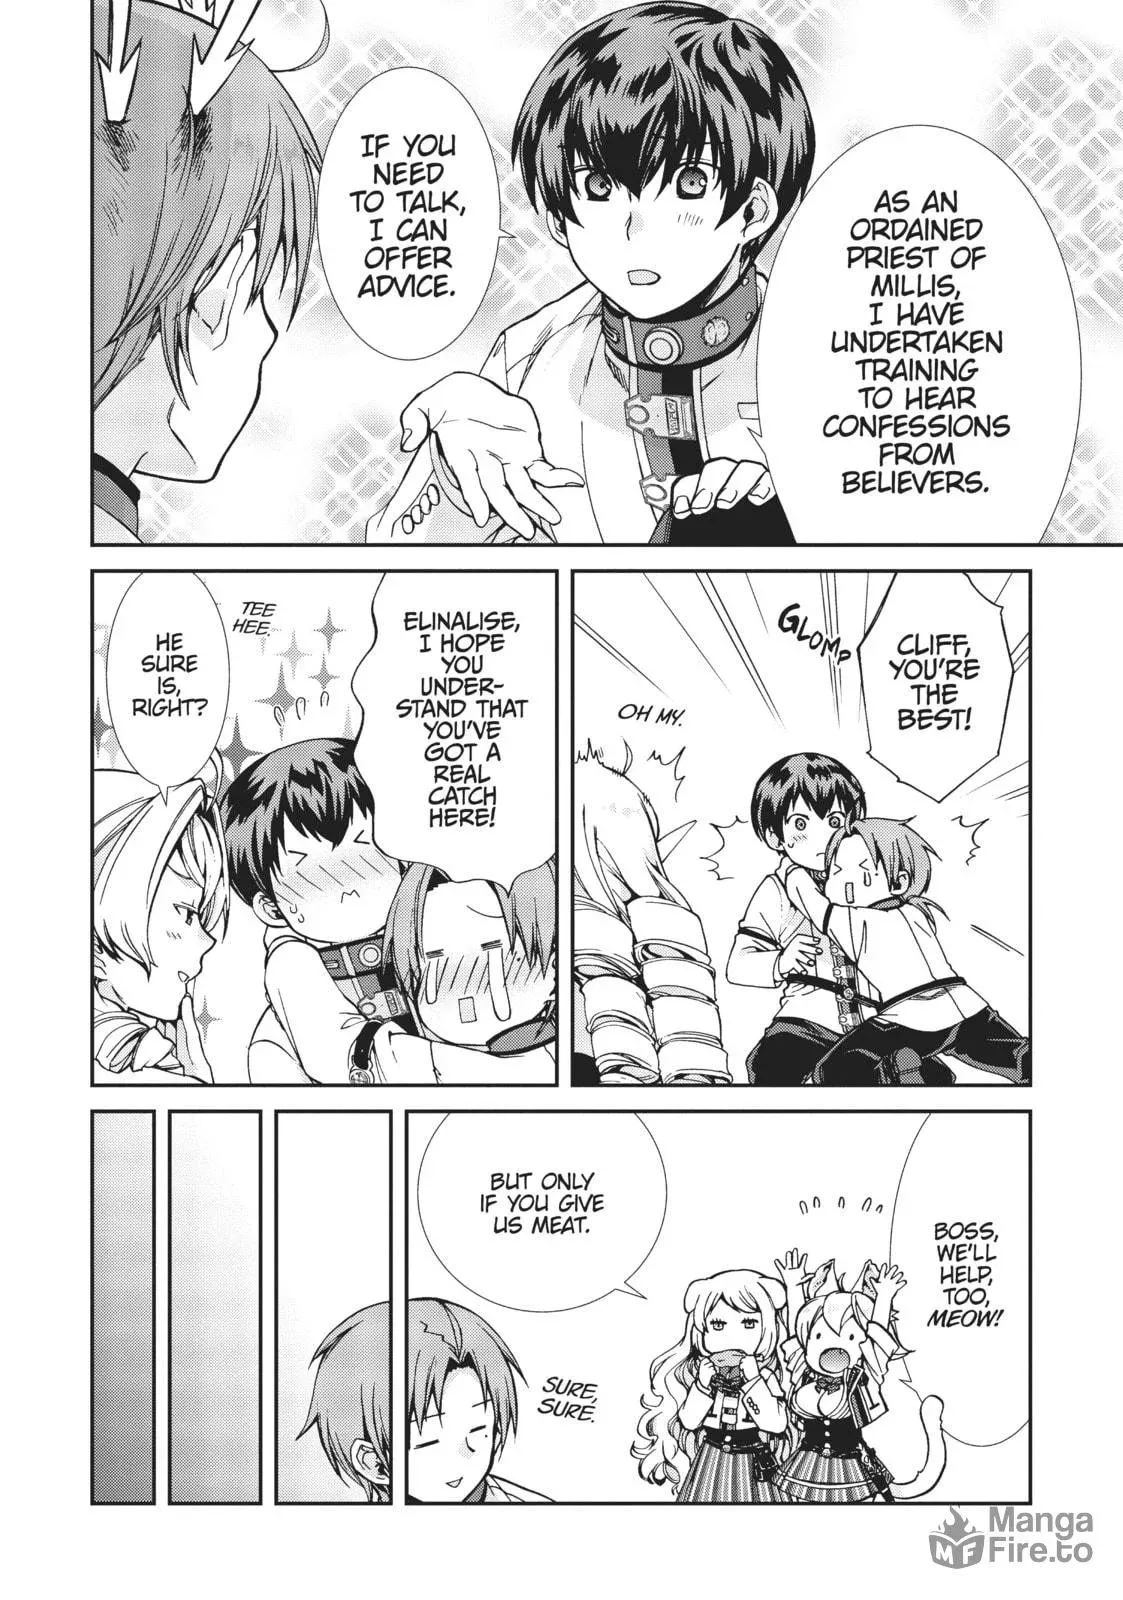 AS AN
ORDAINED
PRIEST OF
MILLIS,
I HAVE
UNDERTAKEN
TRAINING
TO HEAR
CONFESSIONS
FROM
BELIEVERS.
IF YOU
NEED
TO TALK,
I CAN
OFFER
ADVICE.
CLIFF,
YOU'RE
THE
BEST!
GLOMP
OH MY.
ELINALISE,
I HOPE
YOU
UNDER-
STAND THAT
YOU'VE
GOT A
REAL
CATCH
HERE!
TEE
HEE.
HE
SURE
IS,
RIGHT?
BOSS,
WE'LL
HELP,
TOO,
MEOW!
BUT ONLY
IF YOU GIVE
US MEAT.
SURE,
SURE.
Manga
Fire.to
MF